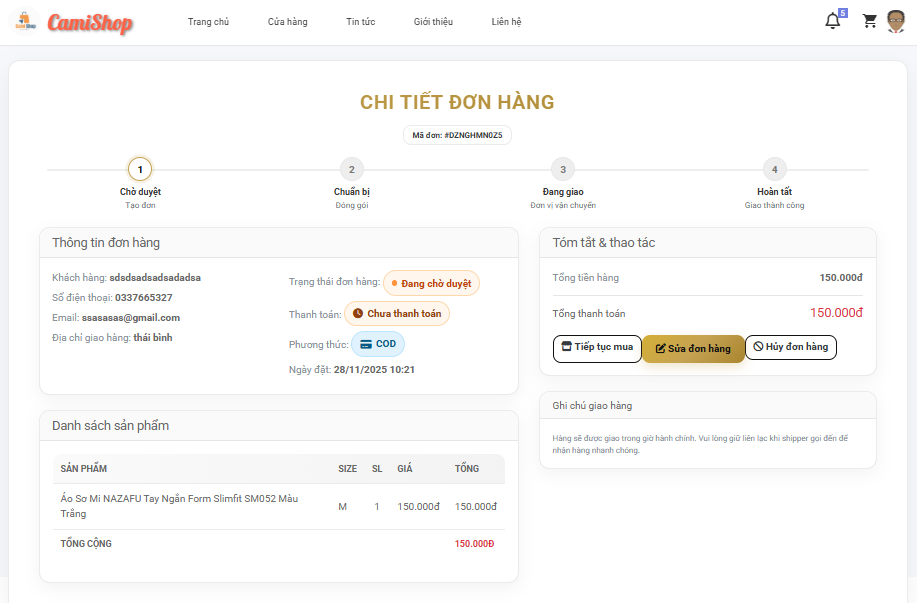 CamiShop
Trang chủ
Cửa hàng
Tin tức
Giới thiệu
Liên hệ
5
CHI TIẾT ĐƠN HÀNG
Mã đơn: #DZNGHMN0Z5
1
2
3
4
Chờ duyệt
Chuẩn bị
Đang giao
Hoàn tất
Tạo đơn
Đóng gói
Đơn vị vận chuyển
Giao thành công
Thông tin đơn hàng
Khách hàng: sdsdsadsadsadadsa
Số điện thoại: 0337665327
Email: ssasasas@gmail.com
Địa chỉ giao hàng: thái bình
Trạng thái đơn hàng: Đang chờ duyệt
Thanh toán: Chưa thanh toán
Phương thức: COD
Ngày đặt: 28/11/2025 10:21
Tóm tắt & thao tác
Tổng tiền hàng 150.000đ
Tổng thanh toán 150.000đ
Tiếp tục mua
Sửa đơn hàng
Hủy đơn hàng
Ghi chú giao hàng
Hàng sẽ được giao trong giờ hành chính. Vui lòng giữ liên lạc khi shipper gọi đến để
nhận hàng nhanh chóng.
Danh sách sản phẩm
SẢN PHẨM SIZE SL GIÁ TỔNG
Áo Sơ Mi NAZAFU Tay Ngắn Form Slimfit SM052 Màu
Trắng
M 1 150.000đ 150.000đ
TỔNG CỘNG 150.000Đ